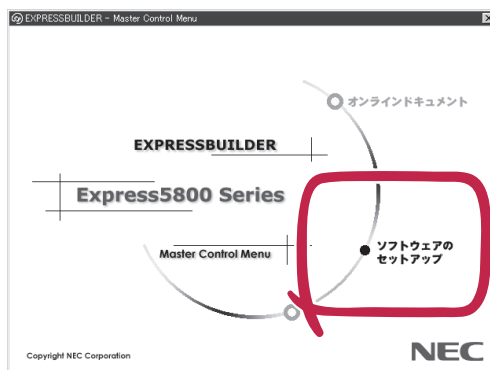 EXPRESSBUILDER - Master Control Menu
オンラインドキュメント
EXPRESSBUILDER
Express5800 Series
ソフトウェアの
セットアップ
Master Control Menu
Copyright NEC Corporation
NEC